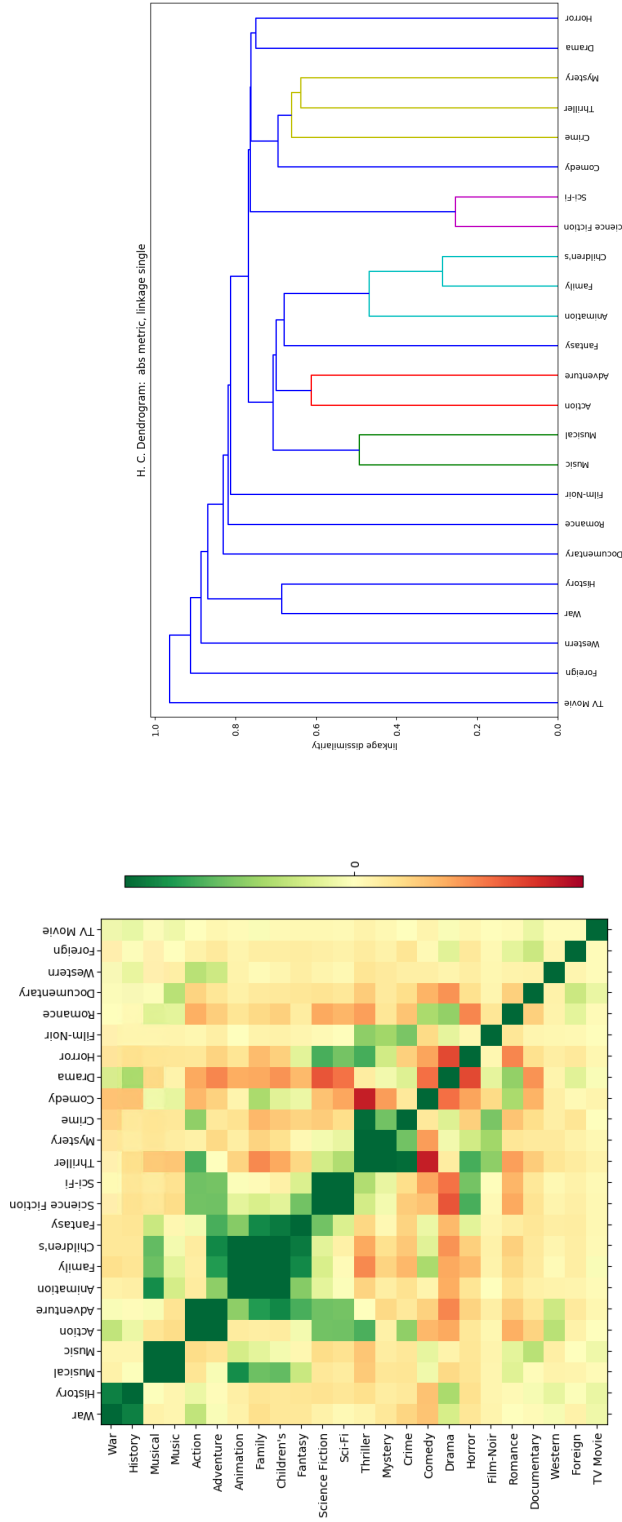 H. C. Dendrogram: abs metric, linkage single
linkage dissimilarity
1.0
0.8
0.6
0.4
0.2
0.0
TV Movie
Foreign
Western
War
History
Documentary
Romance
Film-Noir
Music
Musical
Action
Adventure
Fantasy
Animation
Family
Children's
cience Fiction
Sci-Fi
Comedy
Crime
Thriller
Mystery
Drama
Horror
0
War
History
Musical
Music
Action
Adventure
Animation
Family
Children's
Fantasy
Science Fiction
Sci-Fi
Thriller
Mystery
Crime
Comedy
Drama
Horror
Film-Noir
Romance
Documentary
Western
Foreign
TV Movie
War
History
Musical
Music
Action
Adventure
Animation
Family
Children's
Fantasy
Science Fiction
Sci-Fi
Thriller
Mystery
Crime
Comedy
Drama
Horror
Film-Noir
Romance
Documentary
Western
Foreign
TV Movie